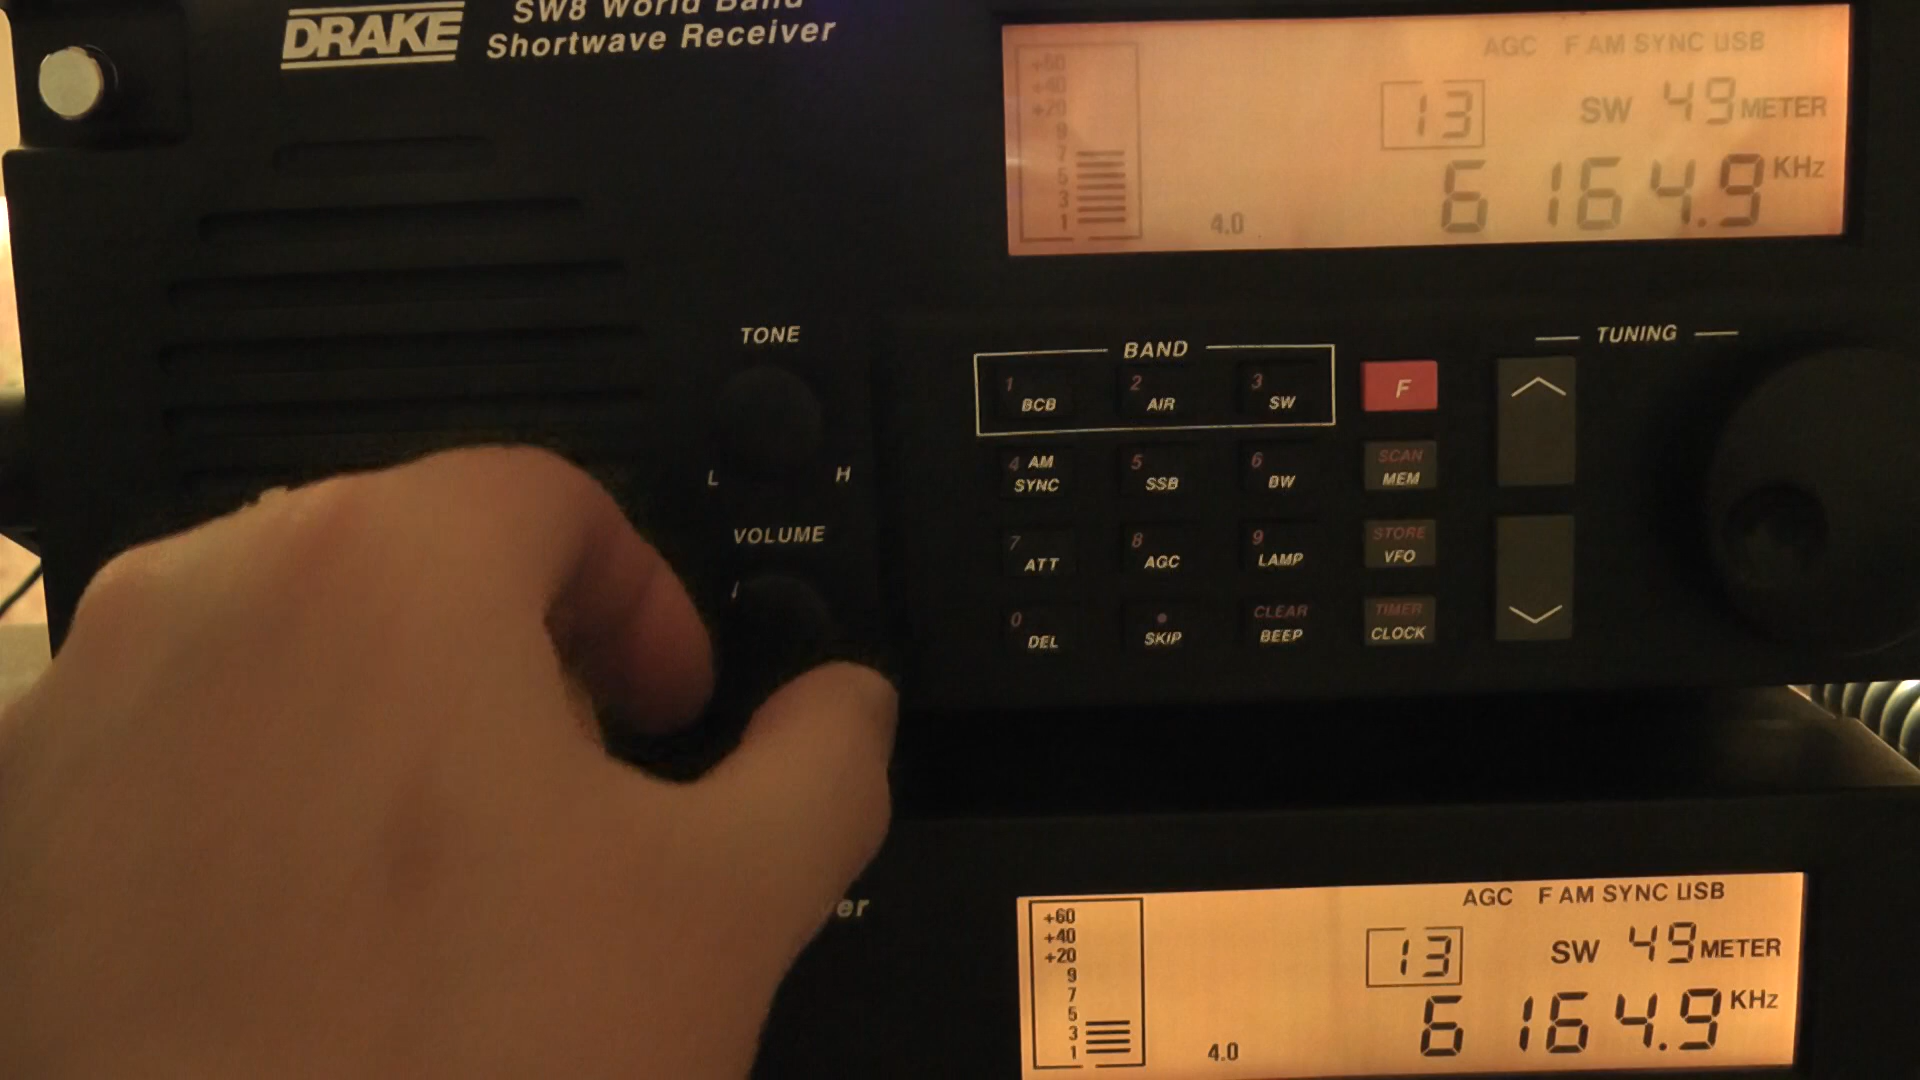 DRAKE
SW8 World Band
Shortwave Receiver
AGC F AM SYNC USB
+60
+40
+20
9
7
5
3
1
13
SW 49 METER
6 164.9 KHz
4.0
TONE
L H
VOLUME
BAND
1 BCB
2 AIR
3 SW
F
4 AM SYNC
5 SSB
6 BW
SCAN
MEM
7 ATT
8 AGC
9 LAMP
STORE
VFO
0 DEL
• SKIP
CLEAR
BEEP
TIMER
CLOCK
TUNING
AGC F AM SYNC USB
+60
+40
+20
9
7
5
3
1
13
SW 49 METER
6 164.9 KHz
4.0